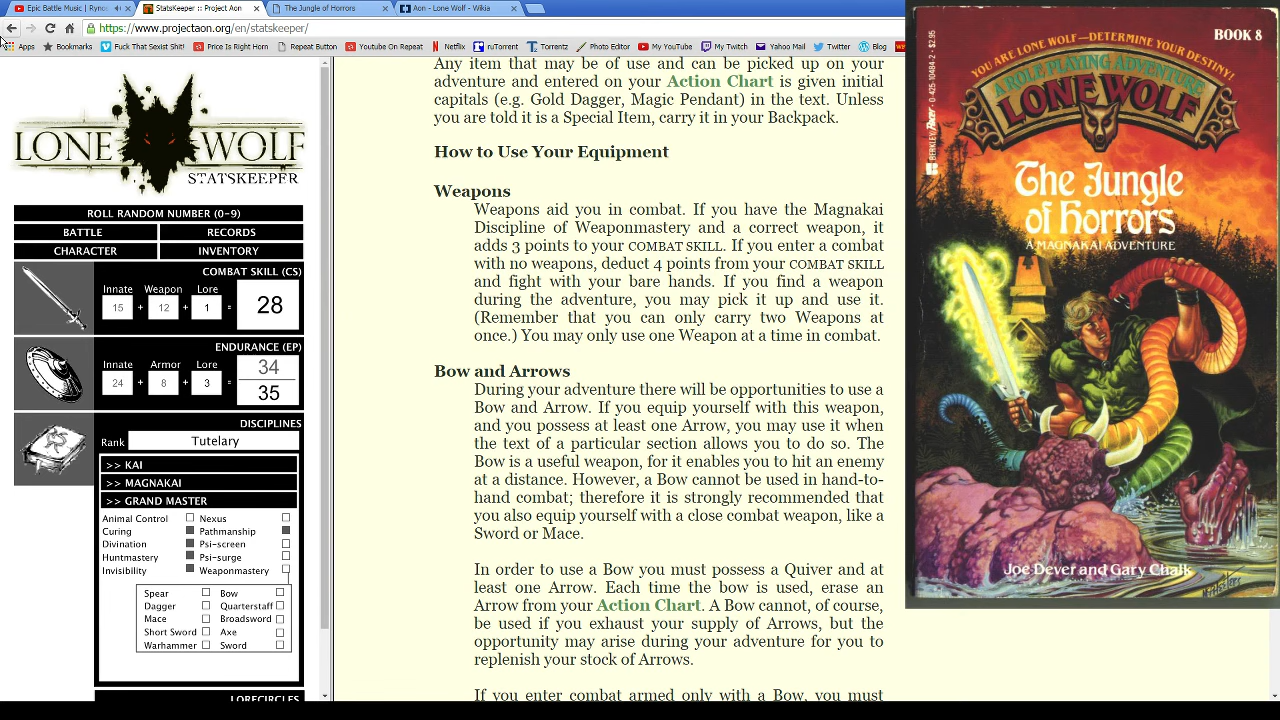 Epic Battle Music | Ryno
StatsKeeper :: Project Aon
The Jungle of Horrors
Aon - Lone Wolf - Wikia
https://www.projectaon.org/en/statskeeper/
Apps
Bookmarks
Fuck That Sexist Shit!
Price is Right Horn
Repeat Button
Youtube On Repeat
Netflix
ruTorrent
Torrentz
Photo Editor
My YouTube
My Twitch
Yahoo Mail
Twitter
Blog
LONE WOLF
STATSKEEPER
ROLL RANDOM NUMBER (0-9)
BATTLE
RECORDS
CHARACTER
INVENTORY
COMBAT SKILL (CS)
Innate Weapon Lore
15 + 12 + 1 = 28
ENDURANCE (EP)
Innate Armor Lore
34
24 + 8 + 3 =
35
DISCIPLINES
Rank Tutelary
>> KAI
>> MAGNAKAI
>> GRAND MASTER
Animal Control Nexus
Curing Pathmanship
Divination Psi-screen
Huntmastery Psi-surge
Invisibility Weaponmastery
Spear Bow
Dagger Quarterstaff
Mace Broadsword
Short Sword Axe
Warhammer Sword
LORECIRCLES
Any item that may be of use and can be picked up on your
adventure and entered on your Action Chart is given initial
capitals (e.g. Gold Dagger, Magic Pendant) in the text. Unless
you are told it is a Special Item, carry it in your Backpack.
How to Use Your Equipment
Weapons
Weapons aid you in combat. If you have the Magnakai
Discipline of Weaponmastery and a correct weapon, it
adds 3 points to your COMBAT SKILL. If you enter a combat
with no weapons, deduct 4 points from your COMBAT SKILL
and fight with your bare hands. If you find a weapon
during the adventure, you may pick it up and use it.
(Remember that you can only carry two Weapons at
once.) You may only use one Weapon at a time in combat.
Bow and Arrows
During your adventure there will be opportunities to use a
Bow and Arrow. If you equip yourself with this weapon,
and you possess at least one Arrow, you may use it when
the text of a particular section allows you to do so. The
Bow is a useful weapon, for it enables you to hit an enemy
at a distance. However, a Bow cannot be used in hand-to-
hand combat; therefore it is strongly recommended that
you also equip yourself with a close combat weapon, like a
Sword or Mace.
In order to use a Bow you must possess a Quiver and at
least one Arrow. Each time the bow is used, erase an
Arrow from your Action Chart. A Bow cannot, of course,
be used if you exhaust your supply of Arrows, but the
opportunity may arise during your adventure for you to
replenish your stock of Arrows.
If you enter combat armed only with a Bow, you must
BOOK 8
YOU ARE LONE WOLF—DETERMINE YOUR DESTINY!
A ROLE PLAYING ADVENTURE
LONE WOLF
The Jungle
of Horrors
A MAGNAKAI ADVENTURE
Joe Dever and Gary Chalk
BERKLEY Pacer 0-425-10484-2 • $2.95